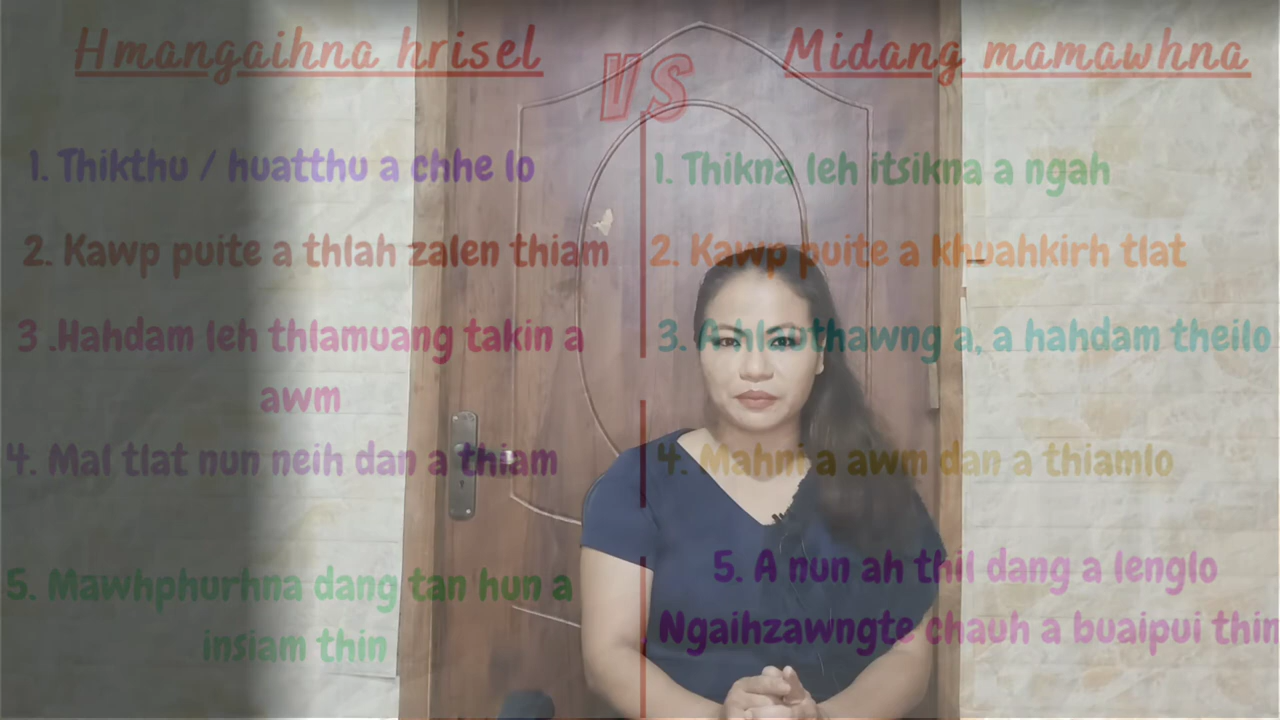 Hmangaihna hrisel
VS
Midang mamawhna
1. Thikthu / huatthu a chhe lo
2. Kawp puite a thlah zalen thiam
3 .Hahdam leh thlamuang takin a
awm
4. Mal tlat nun neih dan a thiam
5. Mawhphurhna dang tan hun a
insiam thin
1. Thikna leh itsikna a ngah
2. Kawp puite a khuahkirh tlat
3. a, a hahdam theilo
4. Mahni a awm dan a thiamlo
5. A nun ah thil dang a lenglo
Ngaihzawngte chauh a buaipui thin